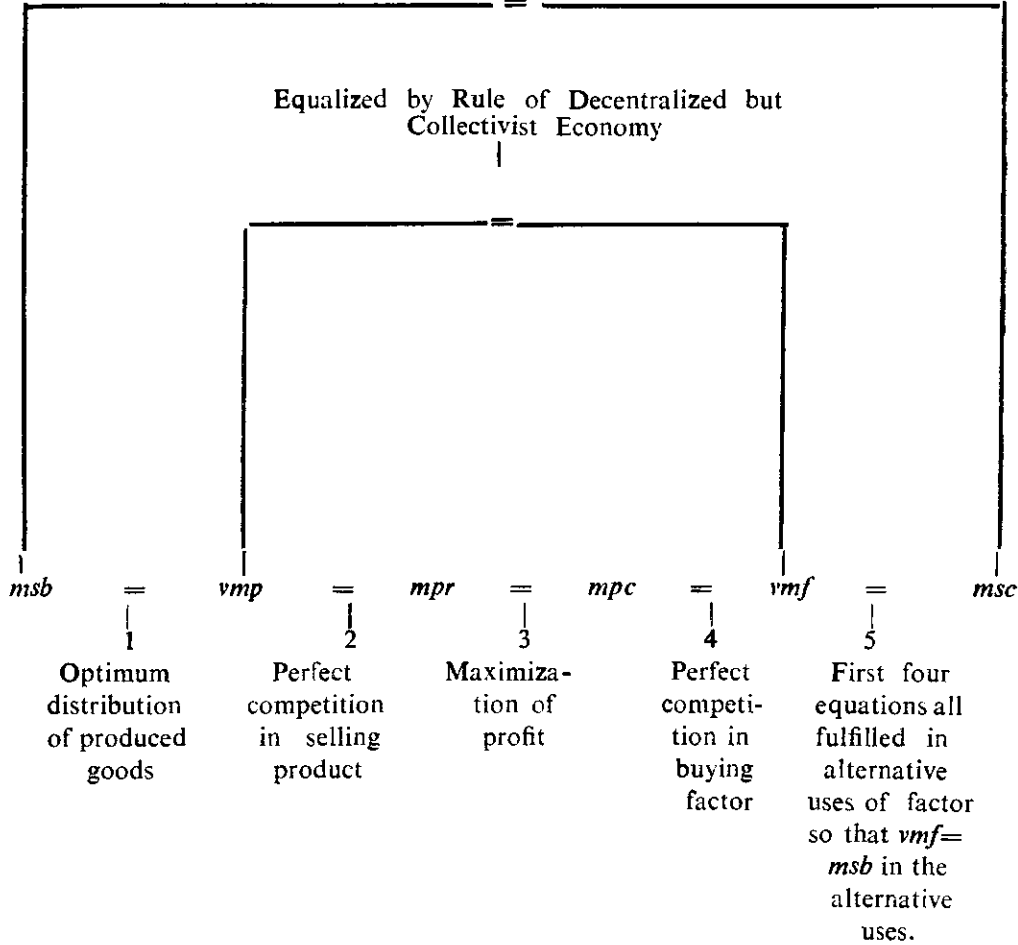 =
Equalized by Rule of Decentralized but
Collectivist Economy
=
msb = vmp = mpr = mpc = vmf = msc
1 2 3 4 5
Optimum
distribution
of produced
goods
Perfect
competition
in selling
product
Maximiza-
tion of
profit
Perfect
competi-
tion in
buying
factor
First four
equations all
fulfilled in
alternative
uses of factor
so that vmf=
msb in the
alternative
uses.